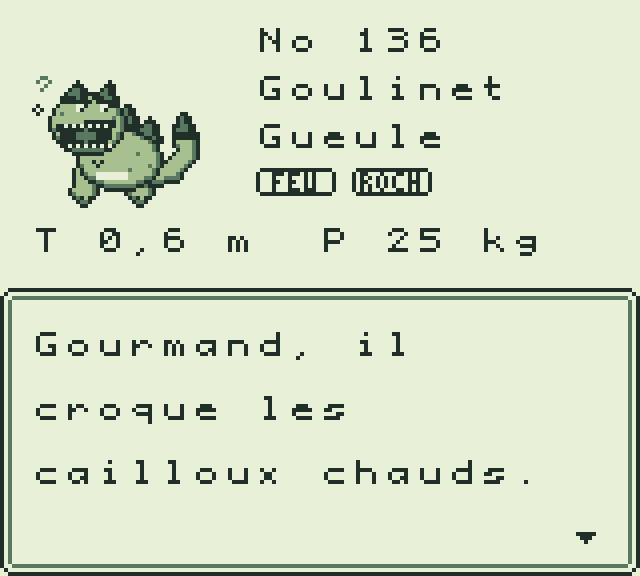 ?
No 136
Goulinet
Gueule
FEU ROCH
T 0,6 m P 25 kg
Gourmand, il
croque les
cailloux chauds.